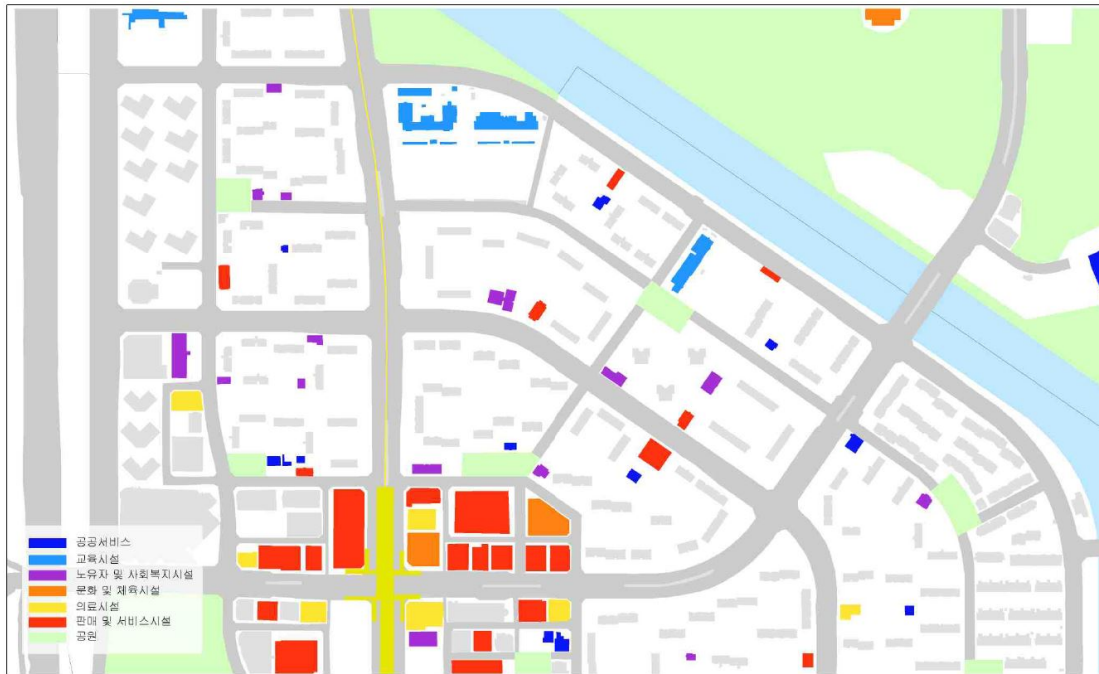 공공서비스
교육시설
노유자 및 사회복지시설
문화 및 체육시설
의료시설
판매 및 서비스시설
공원